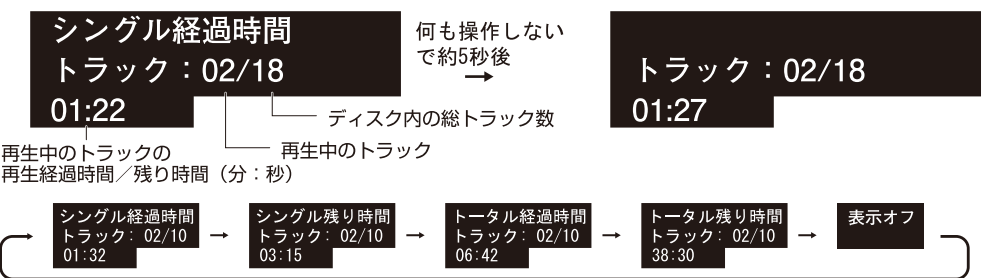 シングル経過時間
トラック：02/18
01:22
何も操作しない
で約5秒後
トラック：02/18
01:27
ディスク内の総トラック数
再生中のトラック
再生中のトラックの
再生経過時間／残り時間（分：秒）
シングル経過時間
トラック: 02/10
01:32
シングル残り時間
トラック: 02/10
03:15
トータル経過時間
トラック: 02/10
06:42
トータル残り時間
トラック: 02/10
38:30
表示オフ